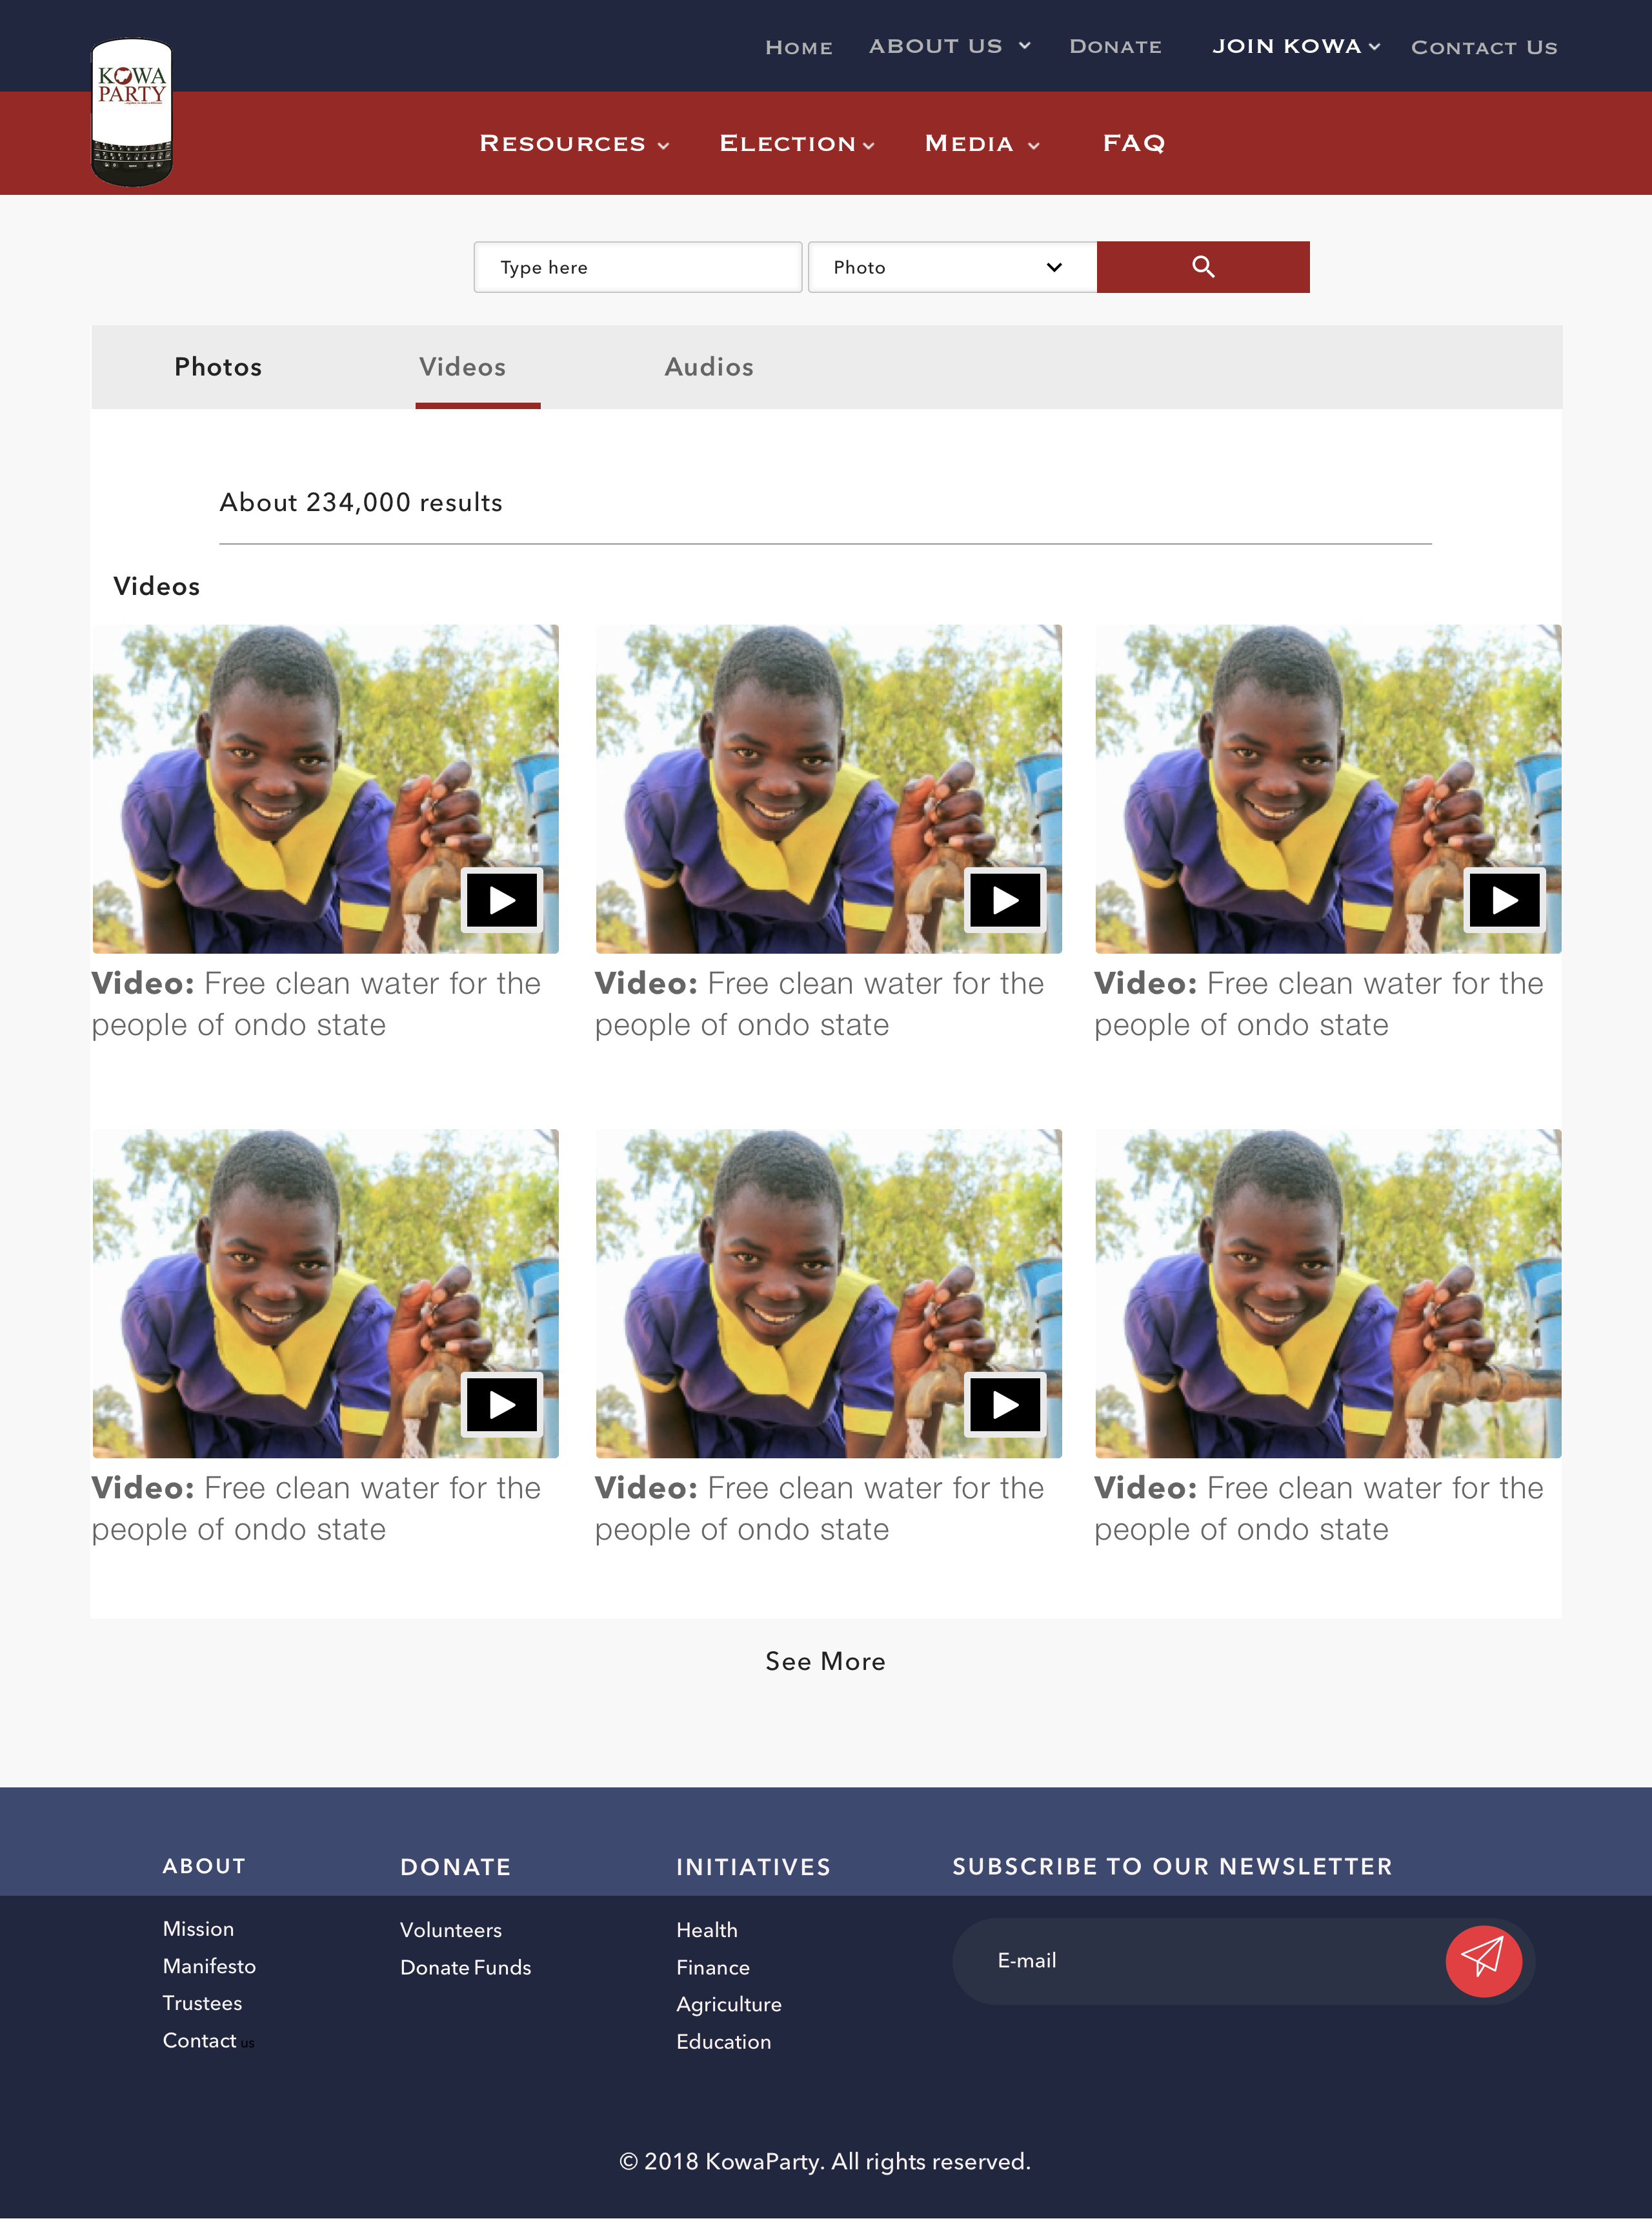 Home ABOUT US Donate JOIN KOWA Contact Us
KOWA
PARTY
Resources Election Media FAQ
Type here Photo
Photos Videos Audios
About 234,000 results
Videos
Video: Free clean water for the
people of ondo state
Video: Free clean water for the
people of ondo state
Video: Free clean water for the
people of ondo state
Video: Free clean water for the
people of ondo state
Video: Free clean water for the
people of ondo state
Video: Free clean water for the
people of ondo state
See More
ABOUT
Mission
Manifesto
Trustees
Contact us
DONATE
Volunteers
Donate Funds
INITIATIVES
Health
Finance
Agriculture
Education
SUBSCRIBE TO OUR NEWSLETTER
E-mail
© 2018 KowaParty. All rights reserved.